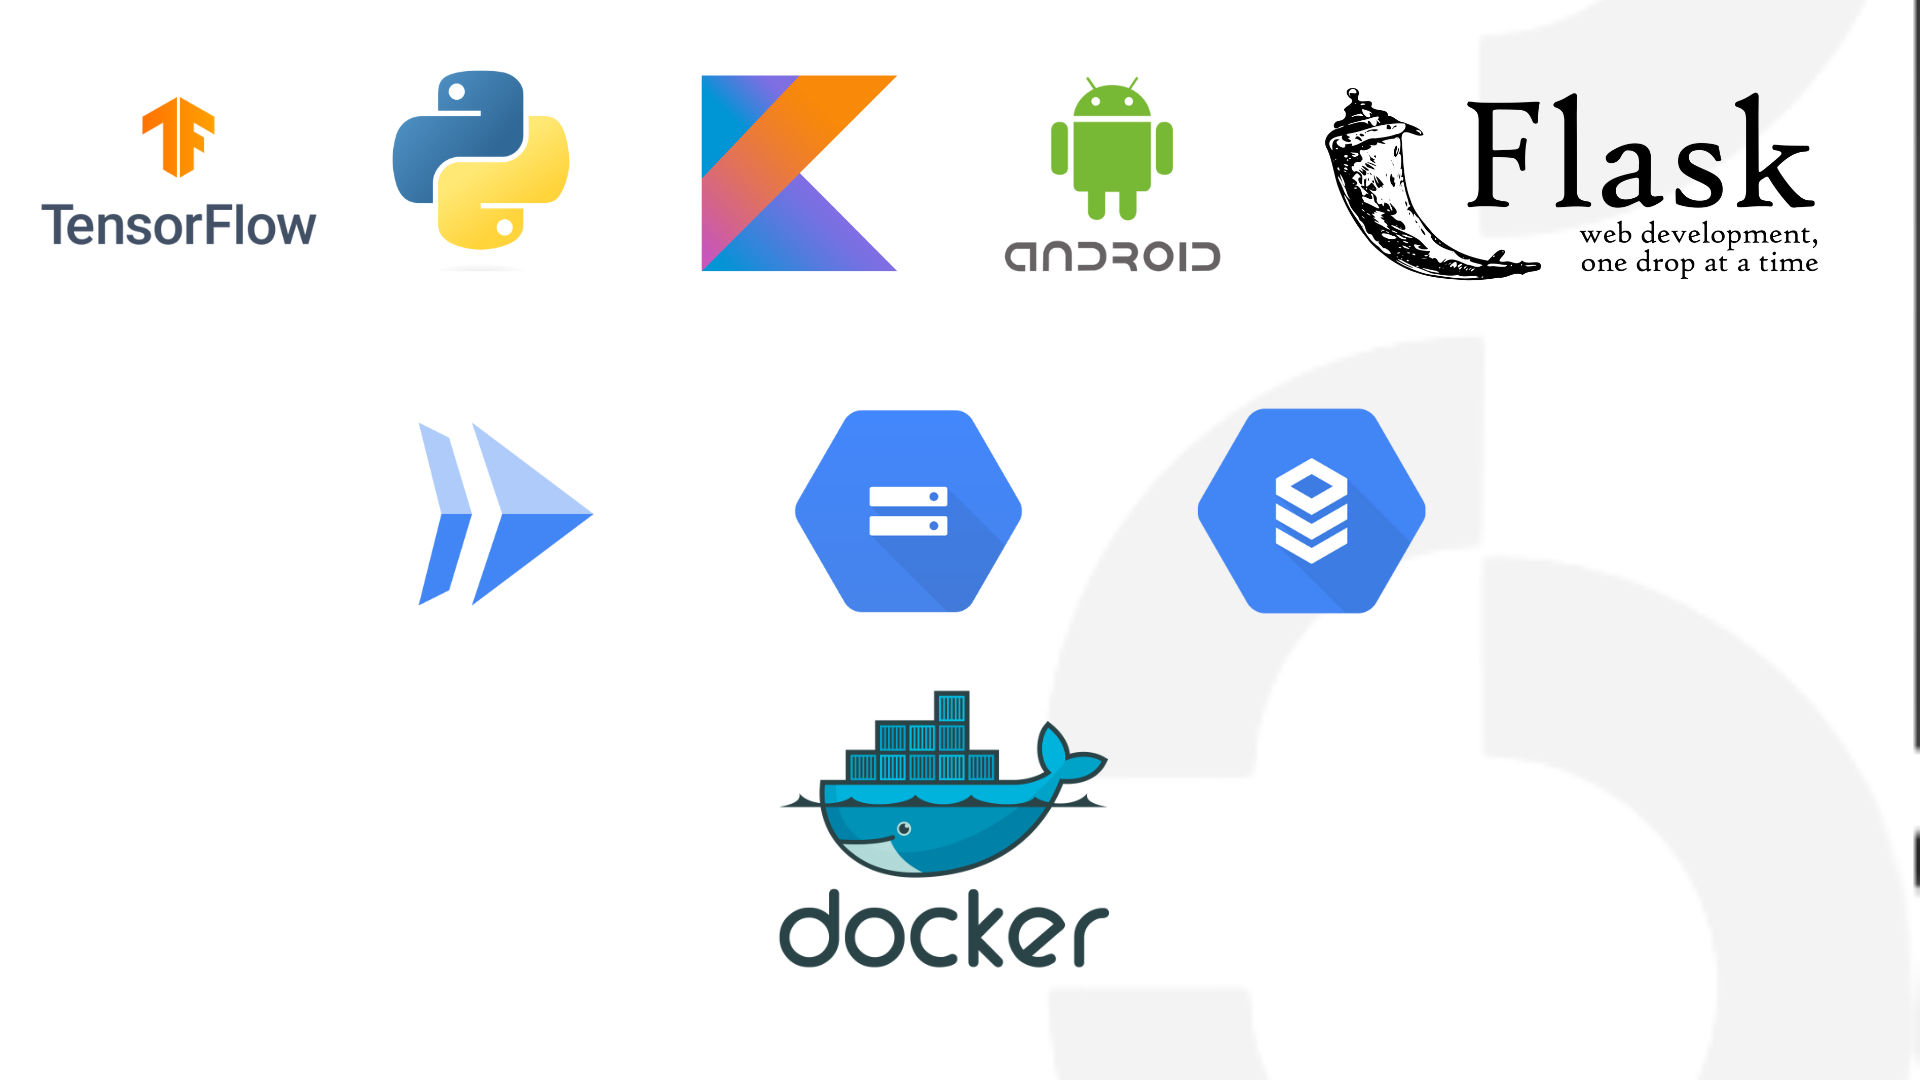 TensorFlow
ANDROID
Flask
web development,
one drop at a time
docker